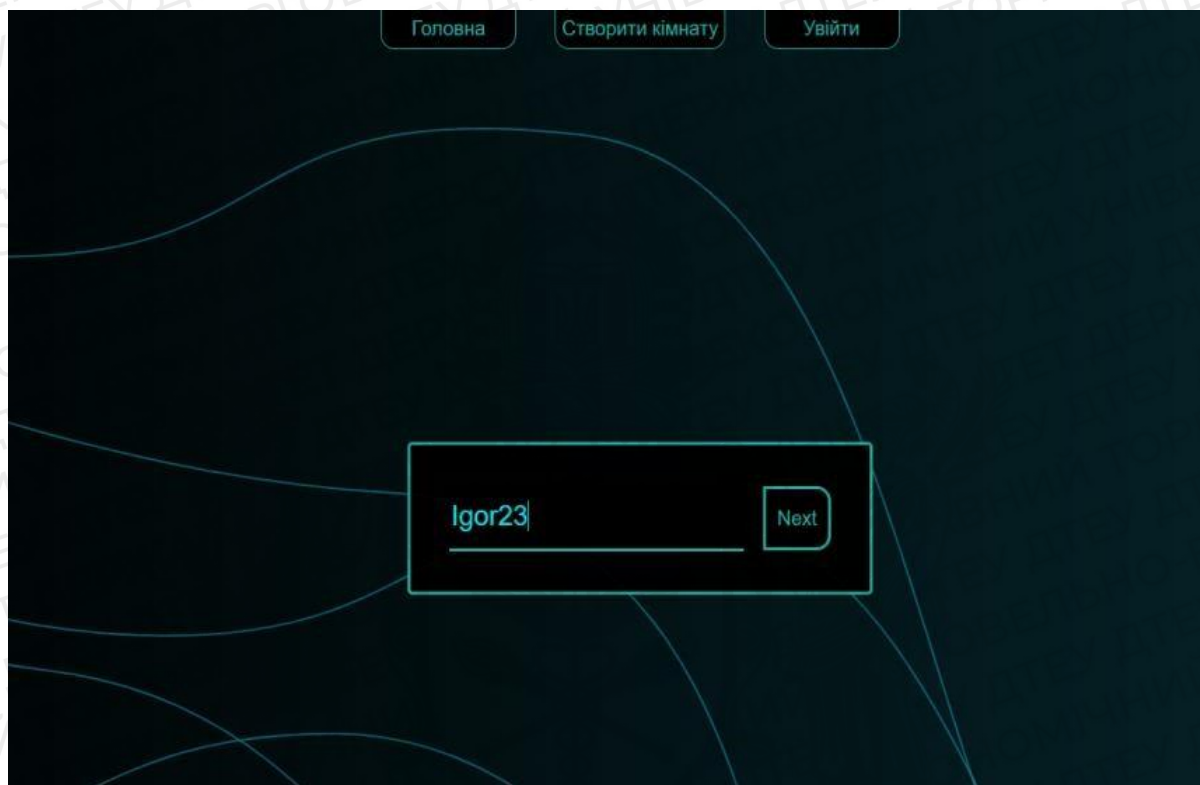 Головна
Створити кімнату
Увійти
Igor23
Next